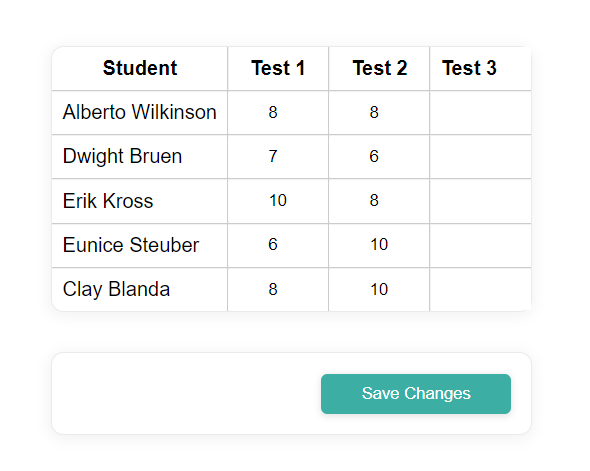 Student Test 1 Test 2 Test 3
Alberto Wilkinson 8 8
Dwight Bruen 7 6
Erik Kross 10 8
Eunice Steuber 6 10
Clay Blanda 8 10
Save Changes